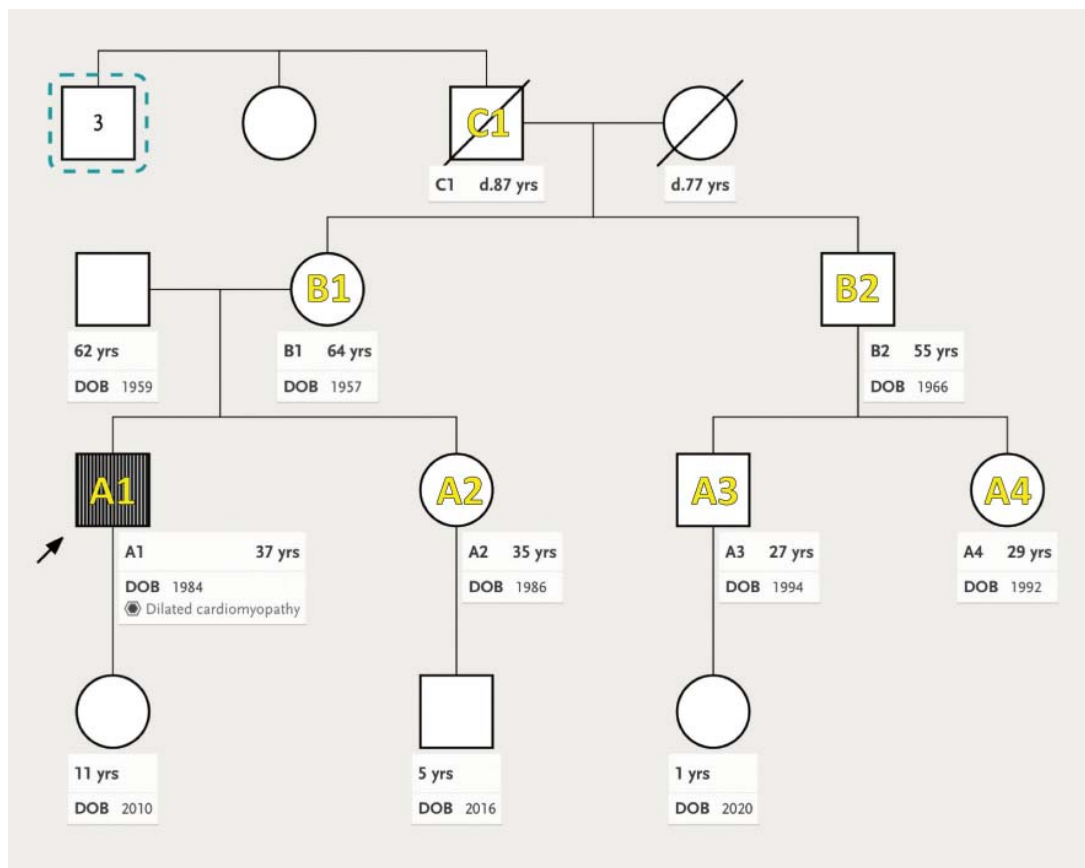 3
C1
C1 d.87 yrs
d.77 yrs
B1
B2
62 yrs
DOB 1959
B1 64 yrs
DOB 1957
B2 55 yrs
DOB 1966
A1
A2
A3
A4
A1 37 yrs
DOB 1984
Dilated cardiomyopathy
A2 35 yrs
DOB 1986
A3 27 yrs
DOB 1994
A4 29 yrs
DOB 1992
11 yrs
DOB 2010
5 yrs
DOB 2016
1 yrs
DOB 2020